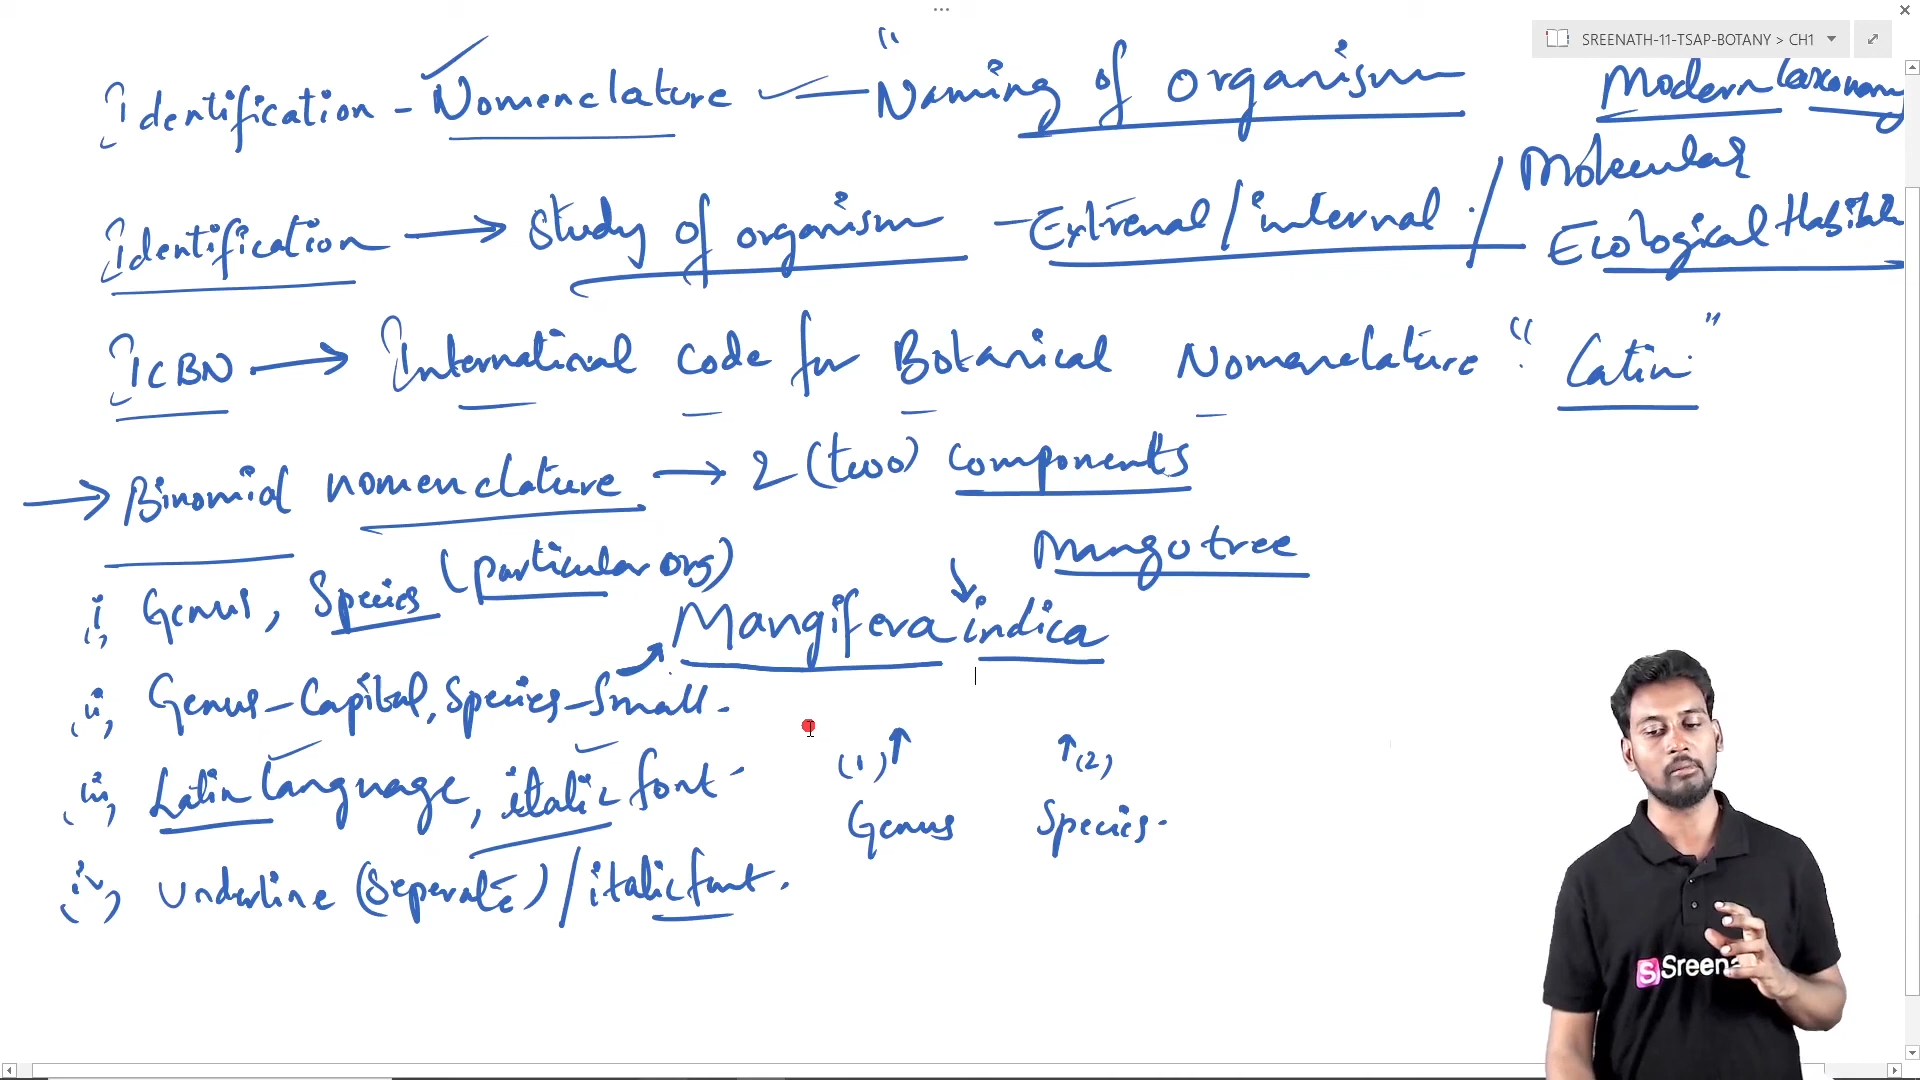 SREENATH-11-TSAP-BOTANY > CH1
Identification - Nomenclature — "Naming of organism
Modern taxonomy
Identification → Study of organism - Extrenal / internal / Molecular
Ecological Habitat
ICBN → International Code for Botanical Nomenclature "Latin"
→ Binomial nomenclature → 2 (two) components
Mango tree
i, Genus, Species (particular org)
Mangifera indica
ii, Genus - Capital, Species - Small.
(1) ↑ ↑ (2)
iii, Latin language, italic font.
Genus Species.
iv, underline (Seperate) / italic font.
S Sreena